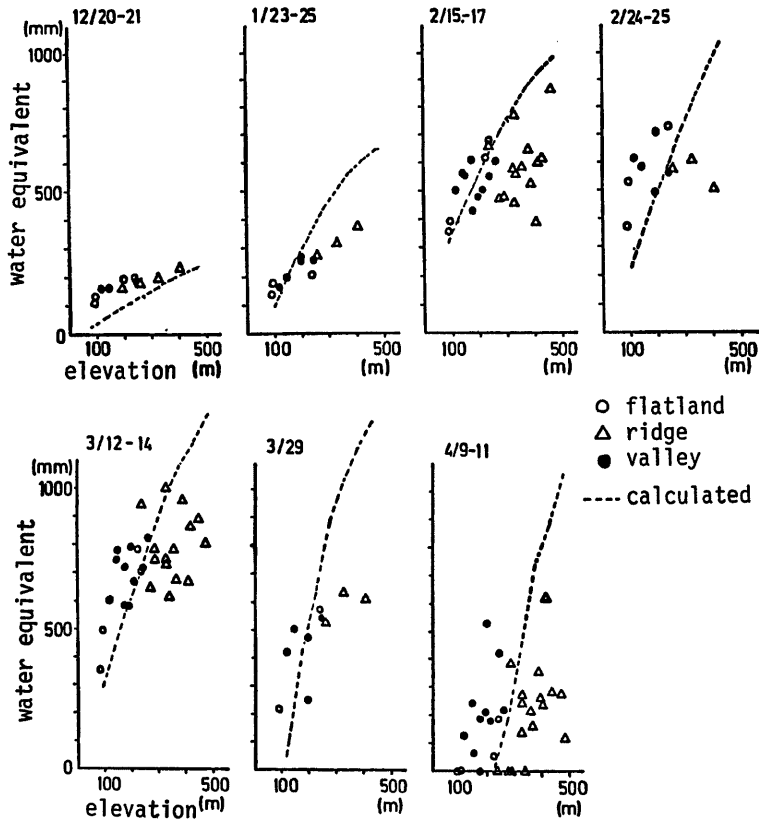 12/20-21 1/23-25 2/15-17 2/24-25
(mm)
1000
500
0
water equivalent
100 500 100 500 100 500 100 500
elevation (m) (m) (m) (m)
○ flatland
△ ridge
● valley
---- calculated
3/12-14 3/29 4/9-11
(mm)
1000
500
0
water equivalent
100 500 100 500 100 500
elevation (m) (m) (m)